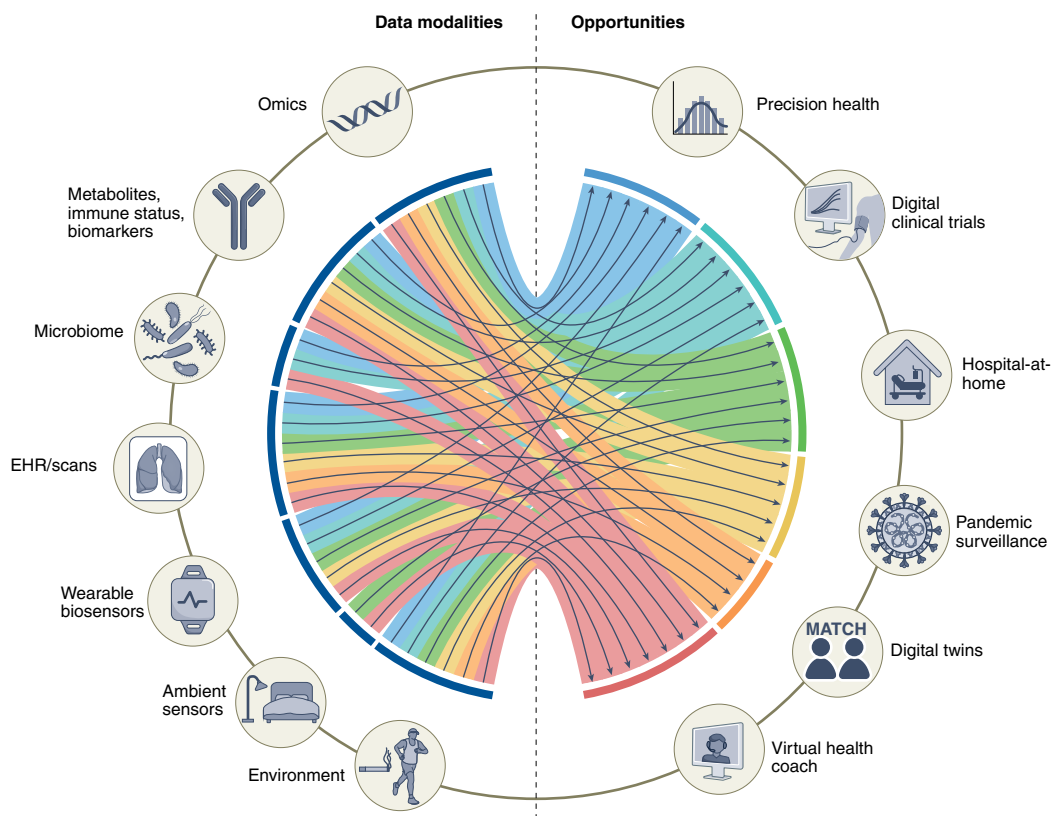 Data modalities
Opportunities
Omics
Metabolites,
immune status,
biomarkers
Microbiome
EHR/scans
Wearable
biosensors
Ambient
sensors
Environment
Precision health
Digital
clinical trials
Hospital-at-
home
Pandemic
surveillance
MATCH
Digital twins
Virtual health
coach